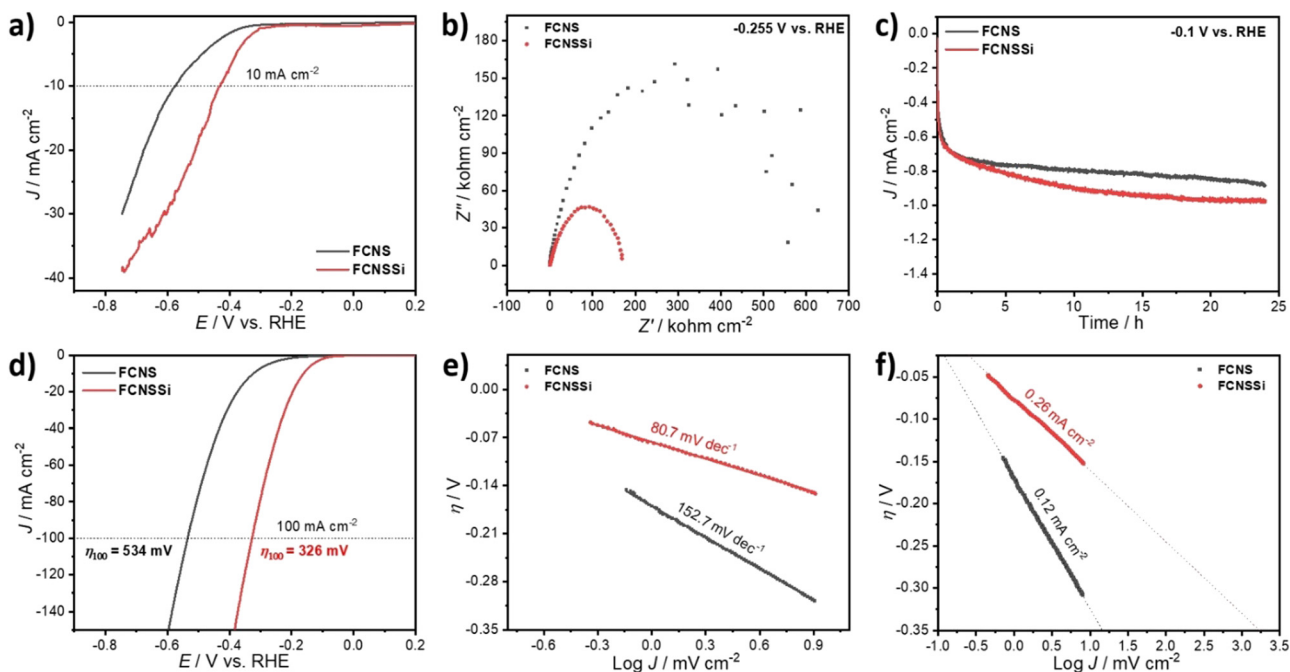 a)
0
-10
-20
-30
-40
J / mA cm-2
10 mA cm-2
FCNS
FCNSSi
-0.8 -0.6 -0.4 -0.2 0.0 0.2
E / V vs. RHE
b)
180
150
120
90
60
30
0
Z″ / kohm cm-2
FCNS
FCNSSi
-0.255 V vs. RHE
-100 0 100 200 300 400 500 600 700
Z′ / kohm cm-2
c)
0.0
-0.2
-0.4
-0.6
-0.8
-1.0
-1.2
-1.4
J / mA cm-2
FCNS
FCNSSi
-0.1 V vs. RHE
0 5 10 15 20 25
Time / h
d)
0
-20
-40
-60
-80
-100
-120
-140
J / mA cm-2
FCNS
FCNSSi
100 mA cm-2
η100 = 534 mV
η100 = 326 mV
-0.8 -0.6 -0.4 -0.2 0.0 0.2
E / V vs. RHE
e)
0.00
-0.07
-0.14
-0.21
-0.28
-0.35
η / V
FCNS
FCNSSi
80.7 mV dec-1
152.7 mV dec-1
-0.6 -0.3 0.0 0.3 0.6 0.9
Log J / mV cm-2
f)
-0.05
-0.10
-0.15
-0.20
-0.25
-0.30
-0.35
η / V
FCNS
FCNSSi
0.26 mA cm-2
0.12 mA cm-2
-1.0 -0.5 0.0 0.5 1.0 1.5 2.0 2.5 3.0 3.5
Log J / mV cm-2